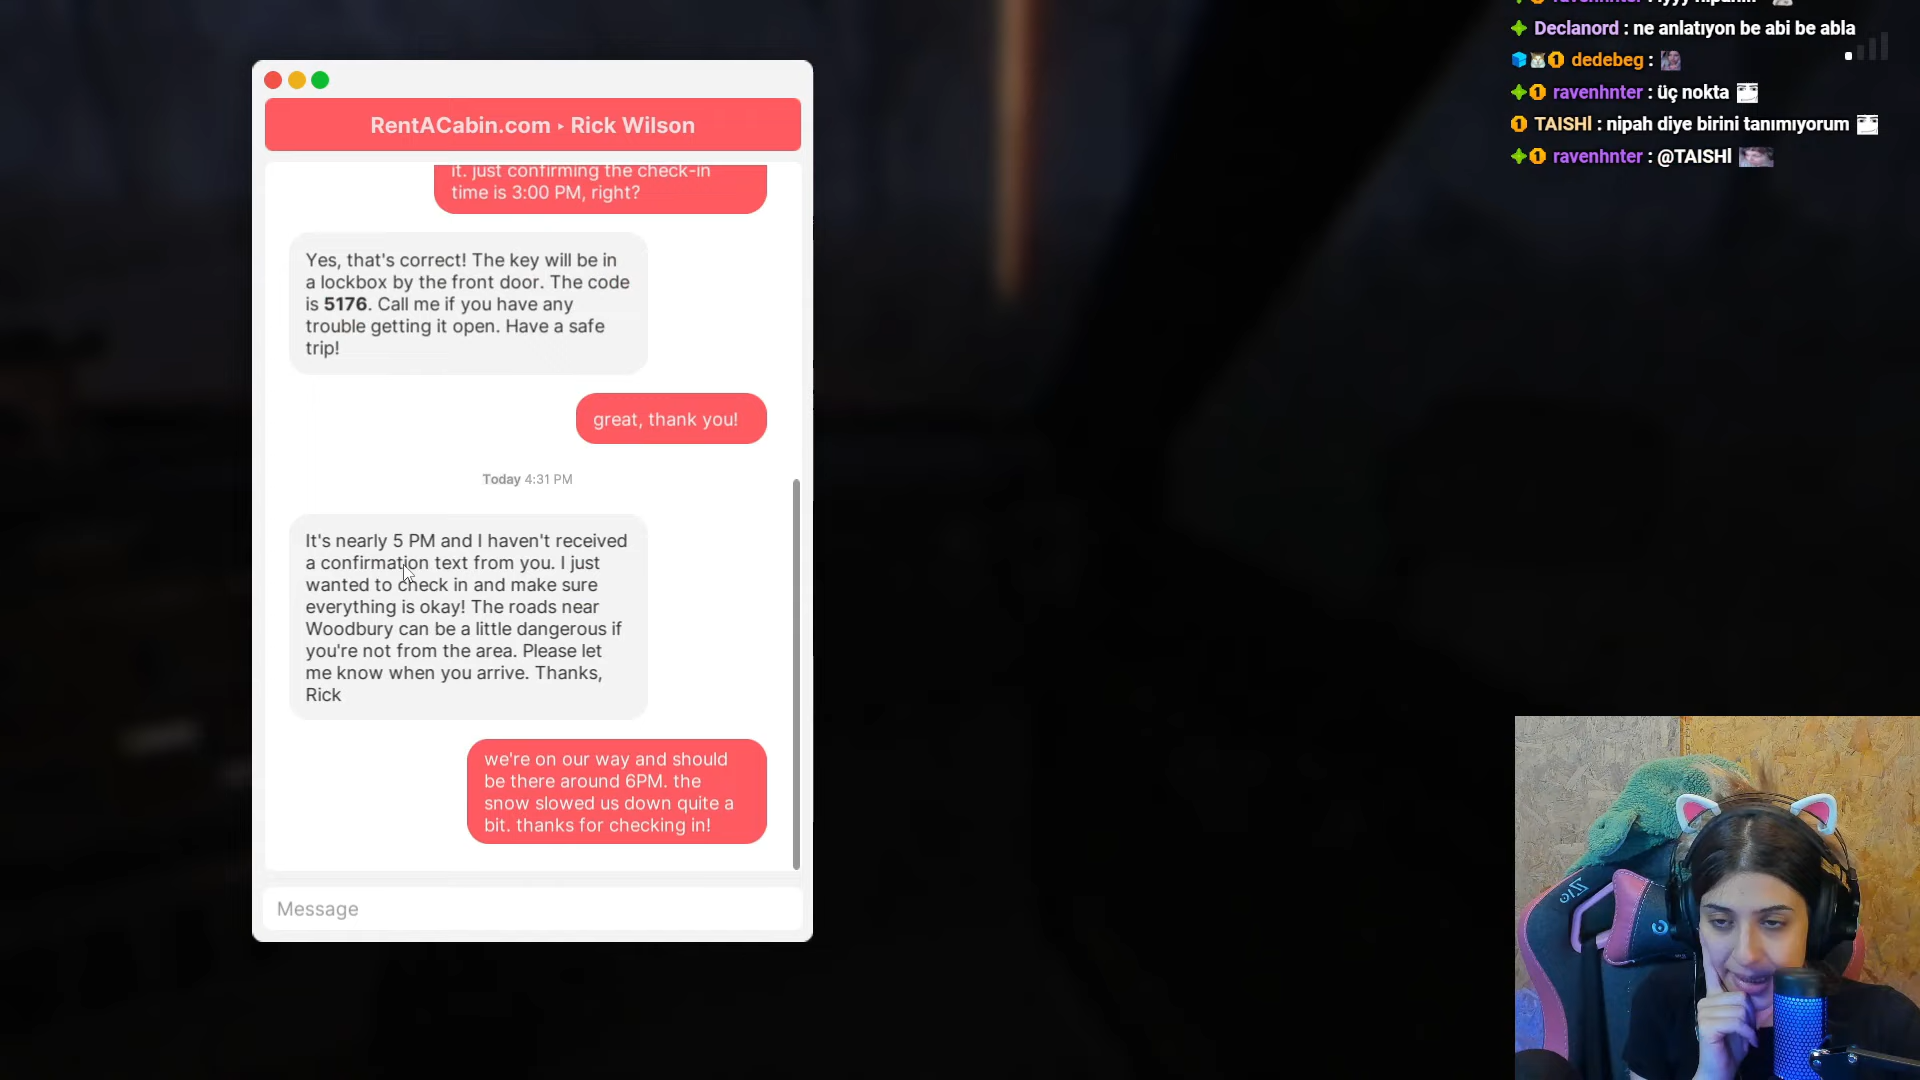 RentACabin.com ‣ Rick Wilson
it. just confirming the check-in
time is 3:00 PM, right?
Yes, that's correct! The key will be in
a lockbox by the front door. The code
is 5176. Call me if you have any
trouble getting it open. Have a safe
trip!
great, thank you!
Today 4:31 PM
It's nearly 5 PM and I haven't received
a confirmation text from you. I just
wanted to check in and make sure
everything is okay! The roads near
Woodbury can be a little dangerous if
you're not from the area. Please let
me know when you arrive. Thanks,
Rick
we're on our way and should
be there around 6PM. the
snow slowed us down quite a
bit. thanks for checking in!
Message
Declanord : ne anlatıyon be abi be abla
1 dedebeg :
1 ravenhnter : üç nokta
1 TAISHl : nipah diye birini tanımıyorum
1 ravenhnter : @TAISHl